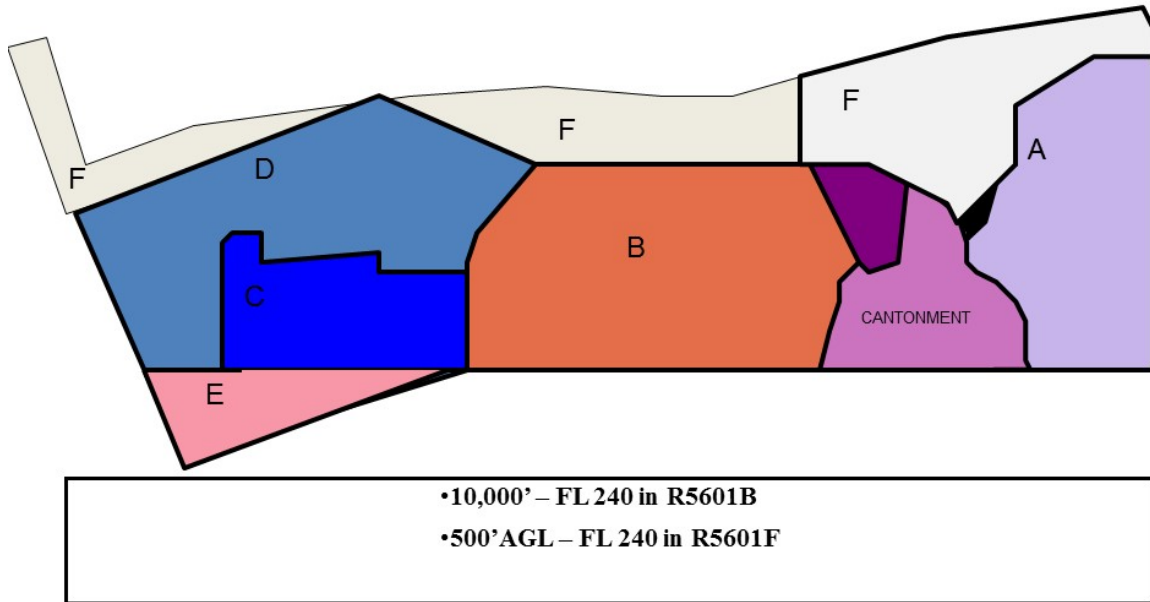 F
F
A
F
D
B
C
CANTONMENT
E
•10,000’ – FL 240 in R5601B
•500’AGL – FL 240 in R5601F